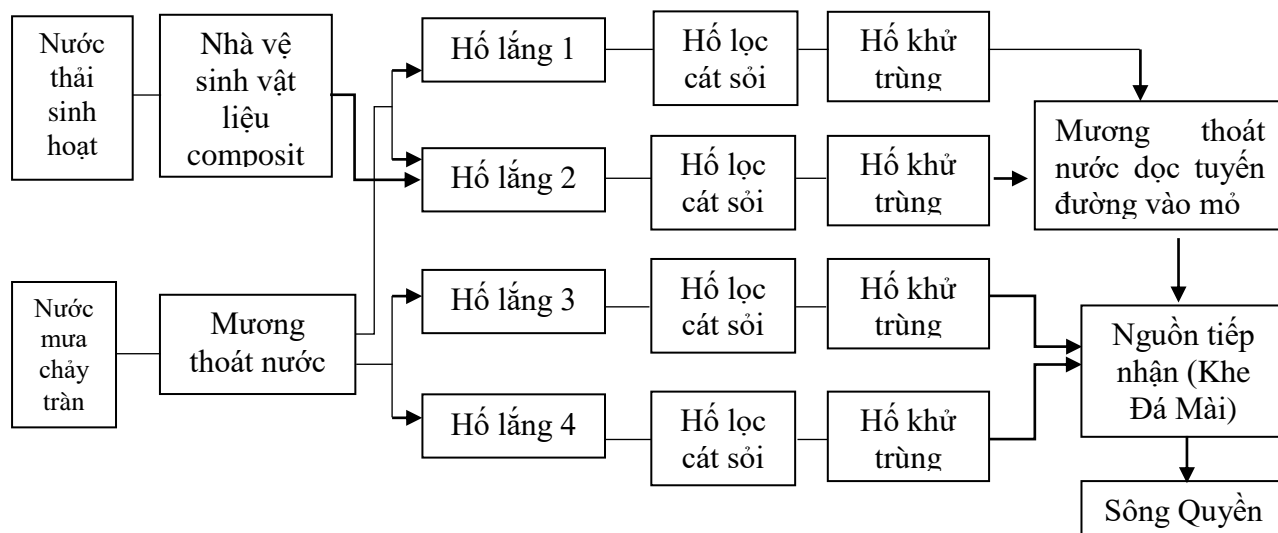 Nước
thải
sinh
hoạt
Nhà vệ
sinh vật
liệu
composit
Hố lắng 1
Hố lọc
cát sỏi
Hố khử
trùng
Hố lắng 2
Hố lọc
cát sỏi
Hố khử
trùng
Mương thoát
nước dọc tuyến
đường vào mỏ
Nước
mưa
chảy
tràn
Mương
thoát nước
Hố lắng 3
Hố lọc
cát sỏi
Hố khử
trùng
Hố lắng 4
Hố lọc
cát sỏi
Hố khử
trùng
Nguồn tiếp
nhận (Khe
Đá Mài)
Sông Quyền